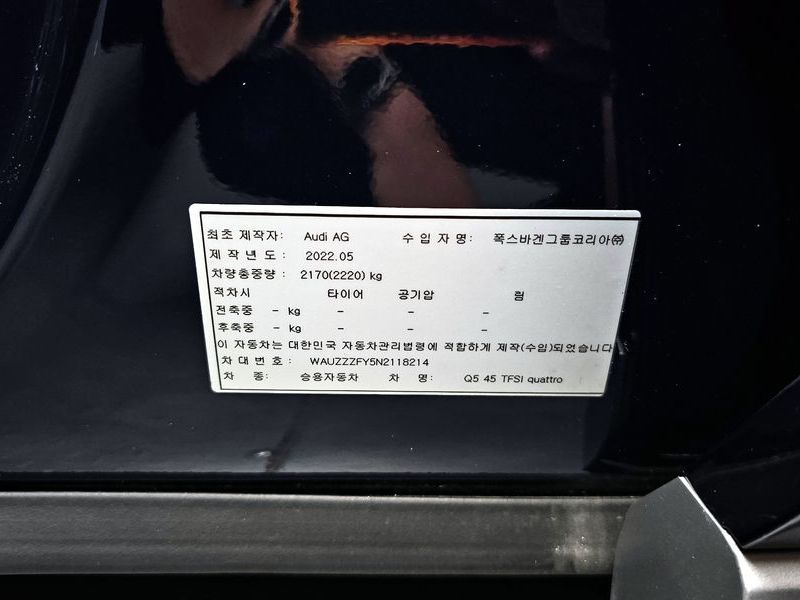 최초 제작자: Audi AG 수 입 자 명: 폭스바겐그룹코리아㈜
제 작 년 도 : 2022.05
차량총중량 : 2170(2220) kg
적차시 타이어 공기압 림
전축중 - kg - - -
후축중 - kg - - -
이 자동차는 대한민국 자동차관리법령에 적합하게 제작(수입)되었습니다
차 대 번 호 : WAUZZZFY5N2118214
차 종: 승용자동차 차 명: Q5 45 TFSI quattro